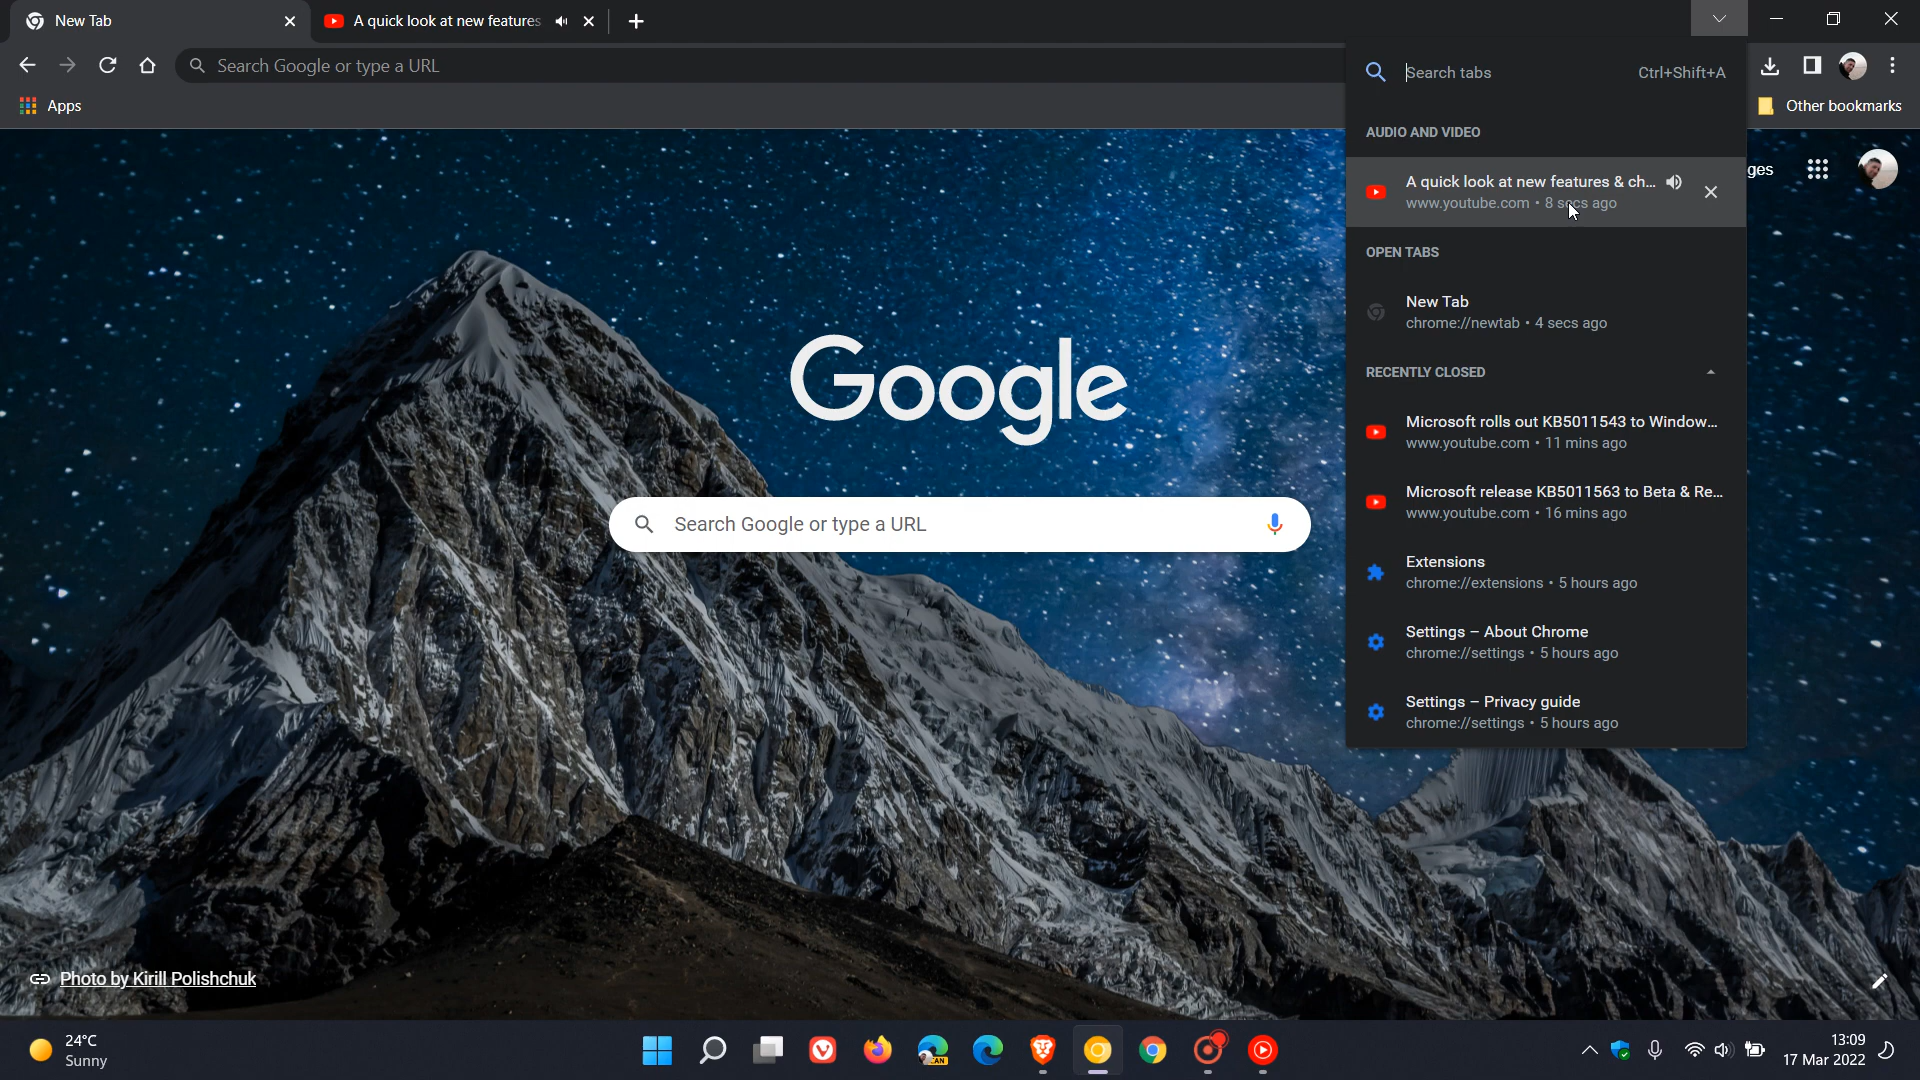 New Tab
A quick look at new features
Search Google or type a URL
Apps
Other bookmarks
Search tabs Ctrl+Shift+A
AUDIO AND VIDEO
A quick look at new features & ch...
www.youtube.com • 8 secs ago
ges
OPEN TABS
New Tab
chrome://newtab • 4 secs ago
RECENTLY CLOSED
Microsoft rolls out KB5011543 to Window...
www.youtube.com • 11 mins ago
Microsoft release KB5011563 to Beta & Re...
www.youtube.com • 16 mins ago
Extensions
chrome://extensions • 5 hours ago
Settings – About Chrome
chrome://settings • 5 hours ago
Settings – Privacy guide
chrome://settings • 5 hours ago
Google
Search Google or type a URL
Photo by Kirill Polishchuk
24°C
Sunny
CAN
13:09
17 Mar 2022